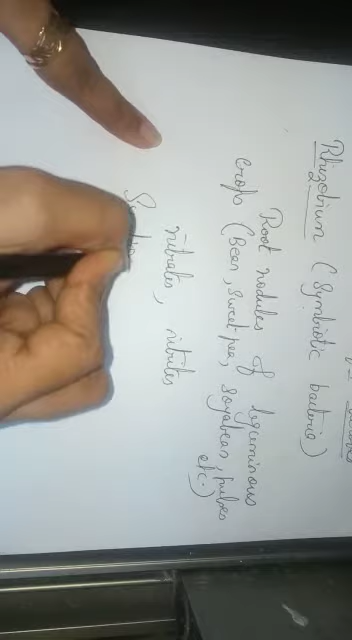 Rhizobium (Symbiotic bacteria)
Root nodules of leguminous
crops (Bean, sweet pea, soyabean, pulses
etc.)
nitrates, nitrites